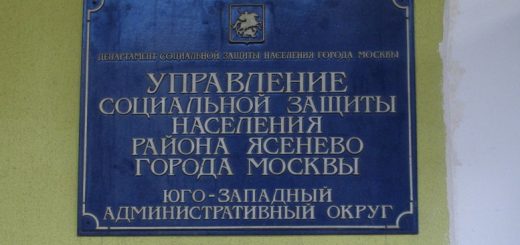 ДЕПАРТАМЕНТ СОЦИАЛЬНОЙ ЗАЩИТЫ НАСЕЛЕНИЯ ГОРОДА МОСКВЫ
УПРАВЛЕНИЕ
СОЦИАЛЬНОЙ ЗАЩИТЫ
НАСЕЛЕНИЯ
РАЙОНА ЯСЕНЕВО
ГОРОДА МОСКВЫ
ЮГО-ЗАПАДНЫЙ
АДМИНИСТРАТИВНЫЙ ОКРУГ